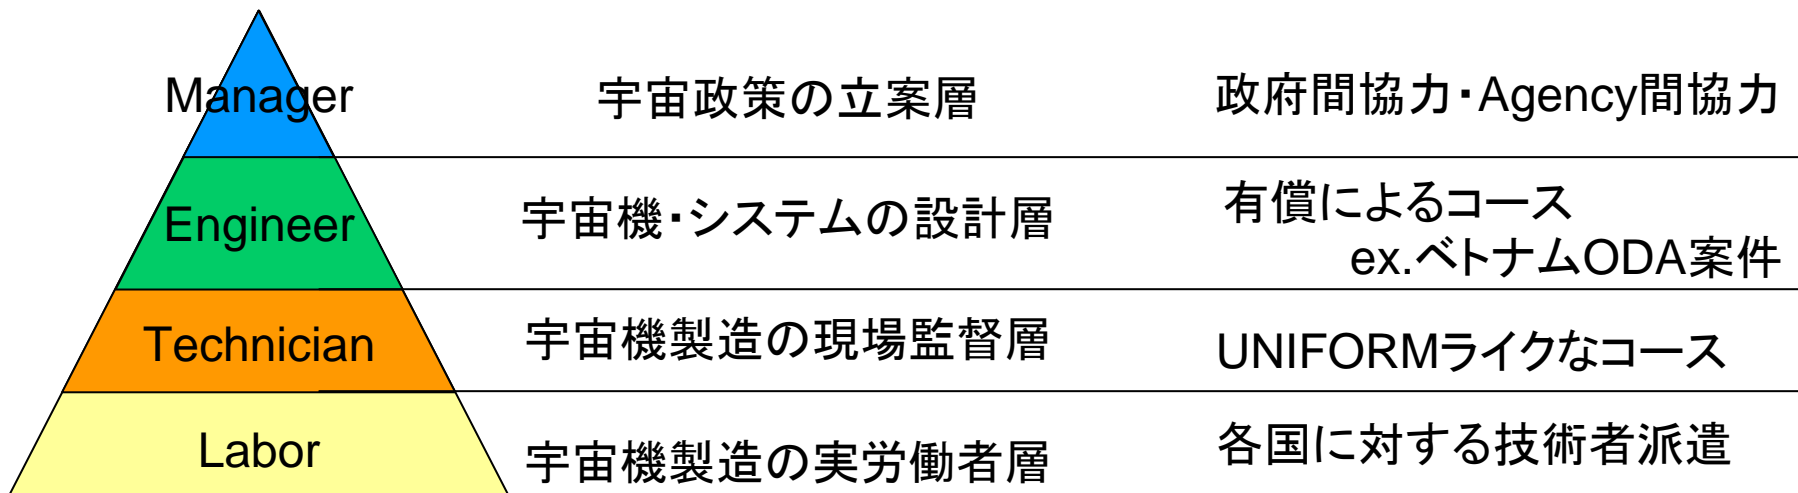 Manager
宇宙政策の立案層
政府間協力・Agency間協力
Engineer
宇宙機・システムの設計層
有償によるコース
ex.ベトナムODA案件
Technician
宇宙機製造の現場監督層
UNIFORMライクなコース
Labor
宇宙機製造の実労働者層
各国に対する技術者派遣